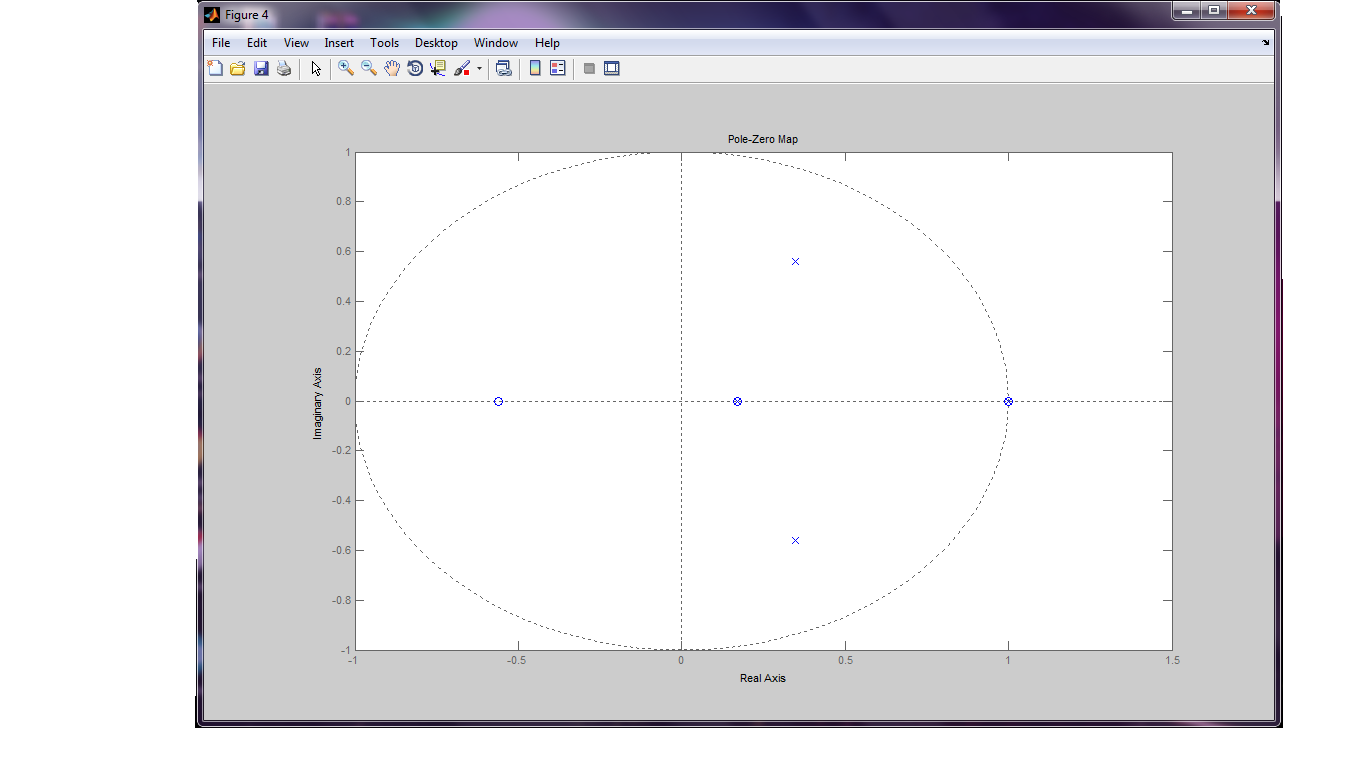 Figure 4
File Edit View Insert Tools Desktop Window Help
Pole-Zero Map
1
0.8
0.6
0.4
0.2
0
-0.2
-0.4
-0.6
-0.8
-1
Imaginary Axis
-1 -0.5 0 0.5 1 1.5
Real Axis